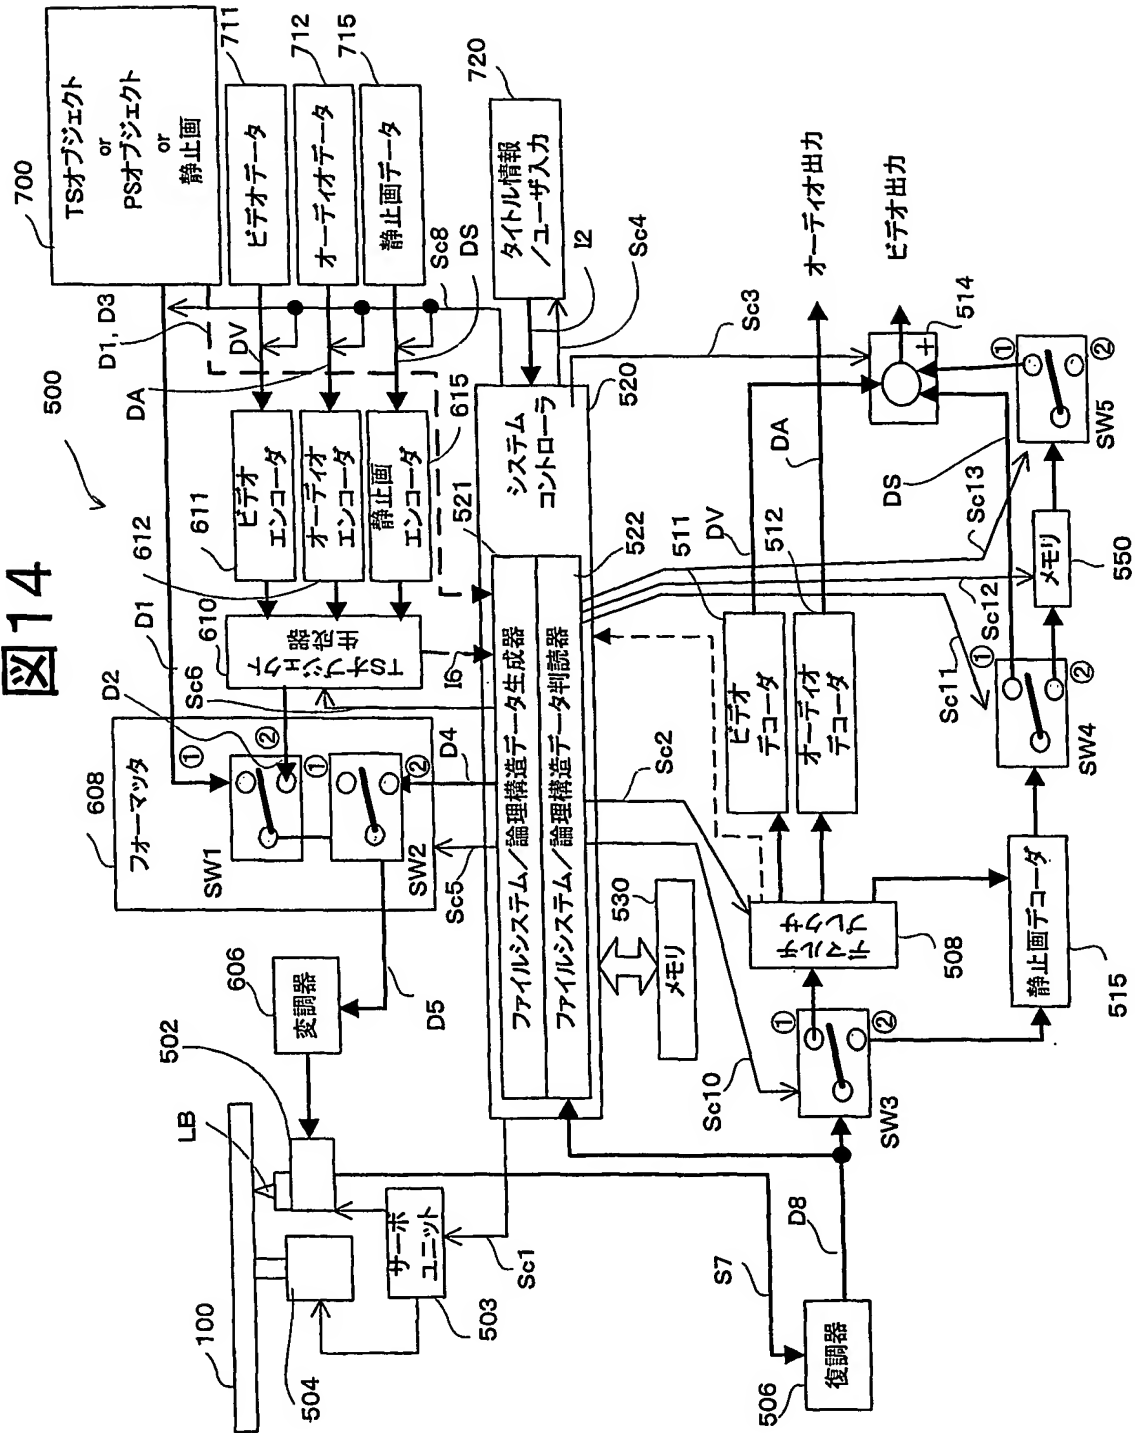 図14
500
700
TSオブジェクト
or
PSオブジェクト
or
静止画
711
ビデオデータ
712
オーディオデータ
715
静止画データ
720
タイトル情報
/ユーザ入力
D1, D3
DV
DA
DS
Sc8
I2
Sc4
611
ビデオ
エンコーダ
612
オーディオ
エンコーダ
615
静止画
エンコーダ
610
TSオブジェクト
生成器
D1
D2
Sc6
I6
608
フォーマッタ
①
②
SW1
①
②
SW2
D4
Sc5
D5
606
変調器
502
LB
100
504
サーボ
ユニット
503
Sc1
システム
コントローラ
520
521
ファイルシステム/論理構造データ生成器
522
ファイルシステム/論理構造データ判読器
530
メモリ
S7
復調器
506
D8
Sc10
①
②
SW3
Sc2
デマルチ
プレクサ
508
511
ビデオ
デコーダ
512
オーディオ
デコーダ
DV
DA
静止画デコーダ
515
Sc11
①
②
SW4
Sc12
メモリ
550
Sc13
DS
①
②
SW5
Sc3
514
+
オーディオ出力
ビデオ出力